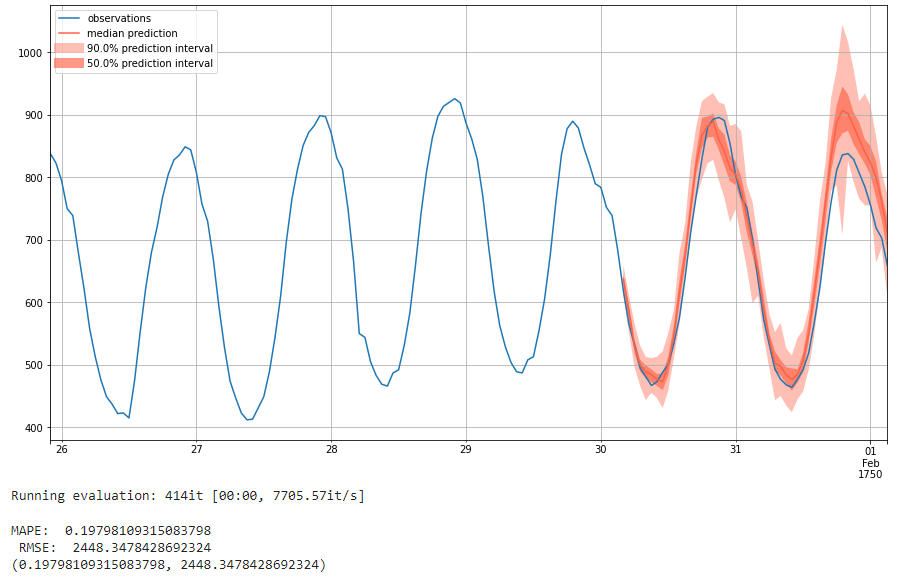 observations
median prediction
90.0% prediction interval
50.0% prediction interval
1000
900
800
700
600
500
400
26 27 28 29 30 31 01
Feb
1750
Running evaluation: 414it [00:00, 7705.57it/s]
MAPE: 0.19798109315083798
RMSE: 2448.3478428692324
(0.19798109315083798, 2448.3478428692324)